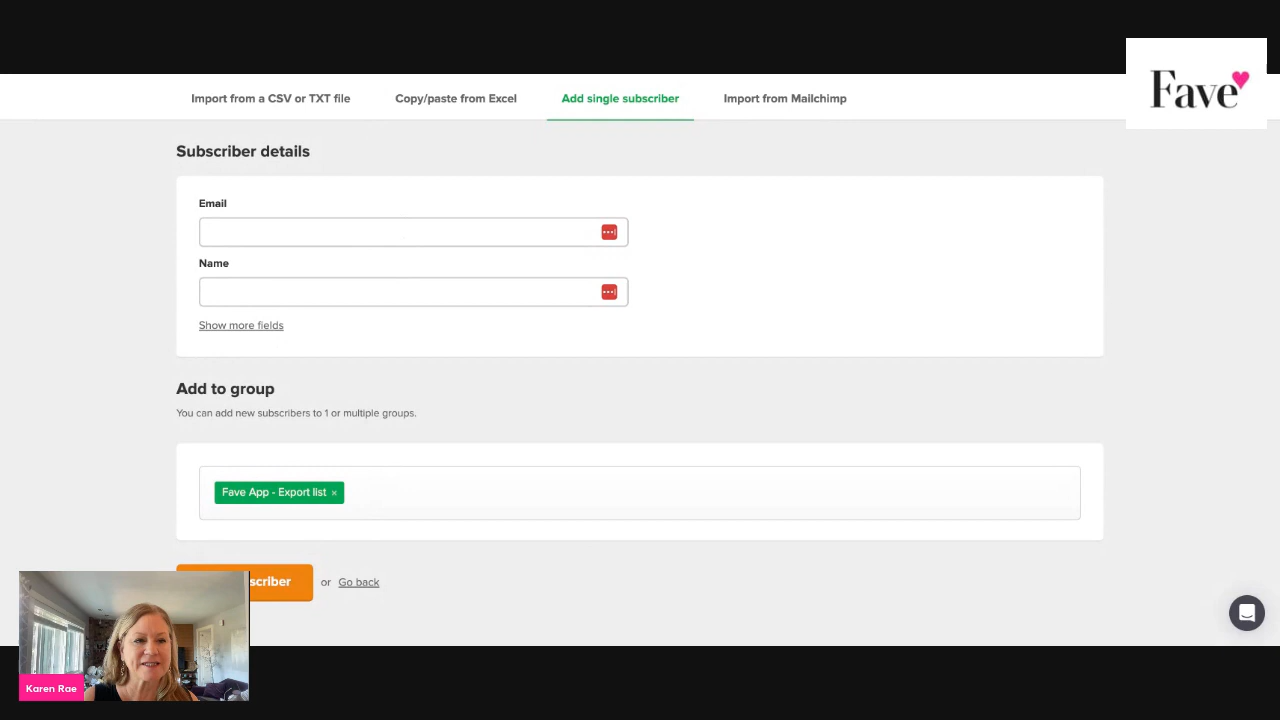 Import from a CSV or TXT file
Copy/paste from Excel
Add single subscriber
Import from Mailchimp
Fave
Subscriber details
Email
Name
Show more fields
Add to group
You can add new subscribers to 1 or multiple groups.
Fave App - Export list ×
scriber
or
Go back
Karen Rae